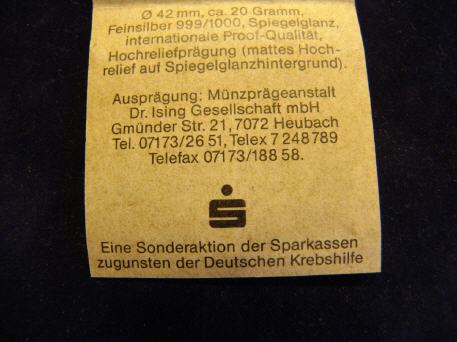 Ø 42 mm, ca. 20 Gramm,
Feinsilber 999/1000, Spiegelglanz,
internationale Proof-Qualität,
Hochreliefprägung (mattes Hoch-
relief auf Spiegelglanzhintergrund).
Ausprägung: Münzprägeanstalt
Dr. Ising Gesellschaft mbH
Gmünder Str. 21, 7072 Heubach
Tel. 07173/26 51, Telex 7 248 789
Telefax 07173/188 58.
Eine Sonderaktion der Sparkassen
zugunsten der Deutschen Krebshilfe